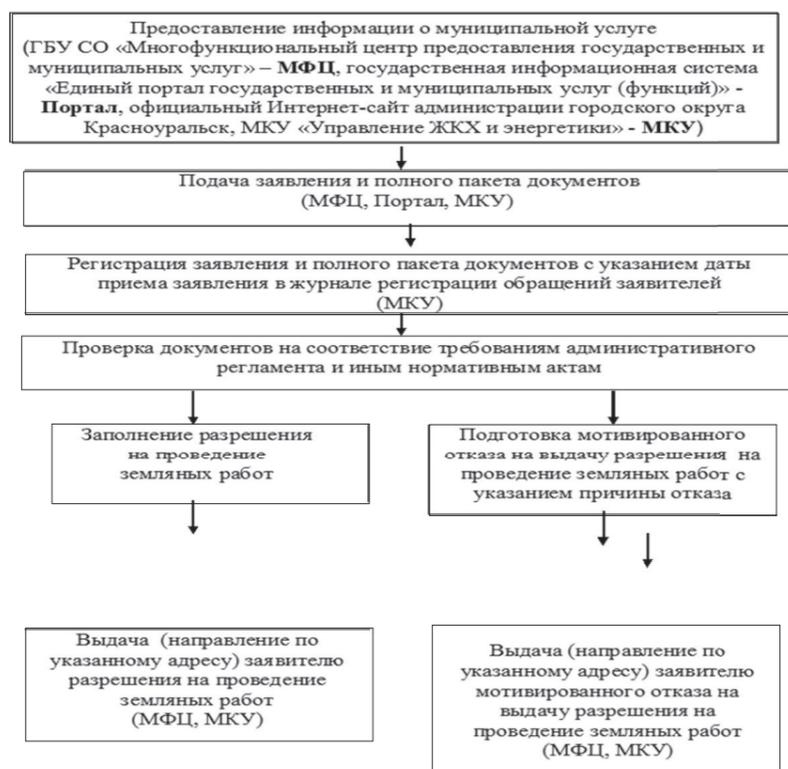 Предоставление информации о муниципальной услуге
(ГБУ СО «Многофункциональный центр предоставления государственных и
муниципальных услуг» – МФЦ, государственная информационная система
«Единый портал государственных и муниципальных услуг (функций)» -
Портал, официальный Интернет-сайт администрации городского округа
Красноуральск, МКУ «Управление ЖКХ и энергетики» - МКУ)
Подача заявления и полного пакета документов
(МФЦ, Портал, МКУ)
Регистрация заявления и полного пакета документов с указанием даты
приема заявления в журнале регистрации обращений заявителей
(МКУ)
Проверка документов на соответствие требованиям административного
регламента и иным нормативным актам
Заполнение разрешения
на проведение
земляных работ
Подготовка мотивированного
отказа на выдачу разрешения на
проведение земляных работ с
указанием причины отказа
Выдача (направление по
указанному адресу) заявителю
разрешения на проведение
земляных работ
(МФЦ, МКУ)
Выдача (направление по
указанному адресу) заявителю
мотивированного отказа на
выдачу разрешения на
проведение земляных работ
(МФЦ, МКУ)